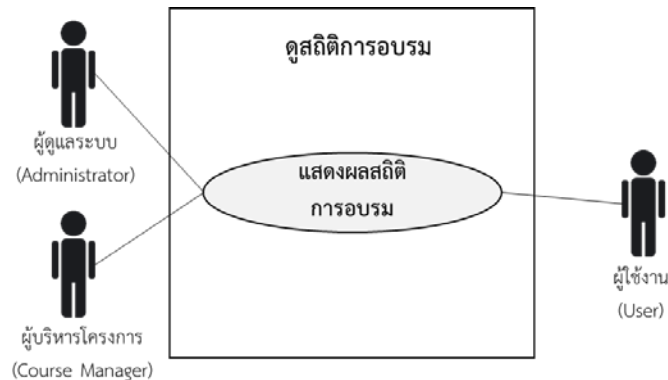 ดูสถิติการอบรม
ผู้ดูแลระบบ
(Administrator)
แสดงผลสถิติ
การอบรม
ผู้ใช้งาน
(User)
ผู้บริหารโครงการ
(Course Manager)